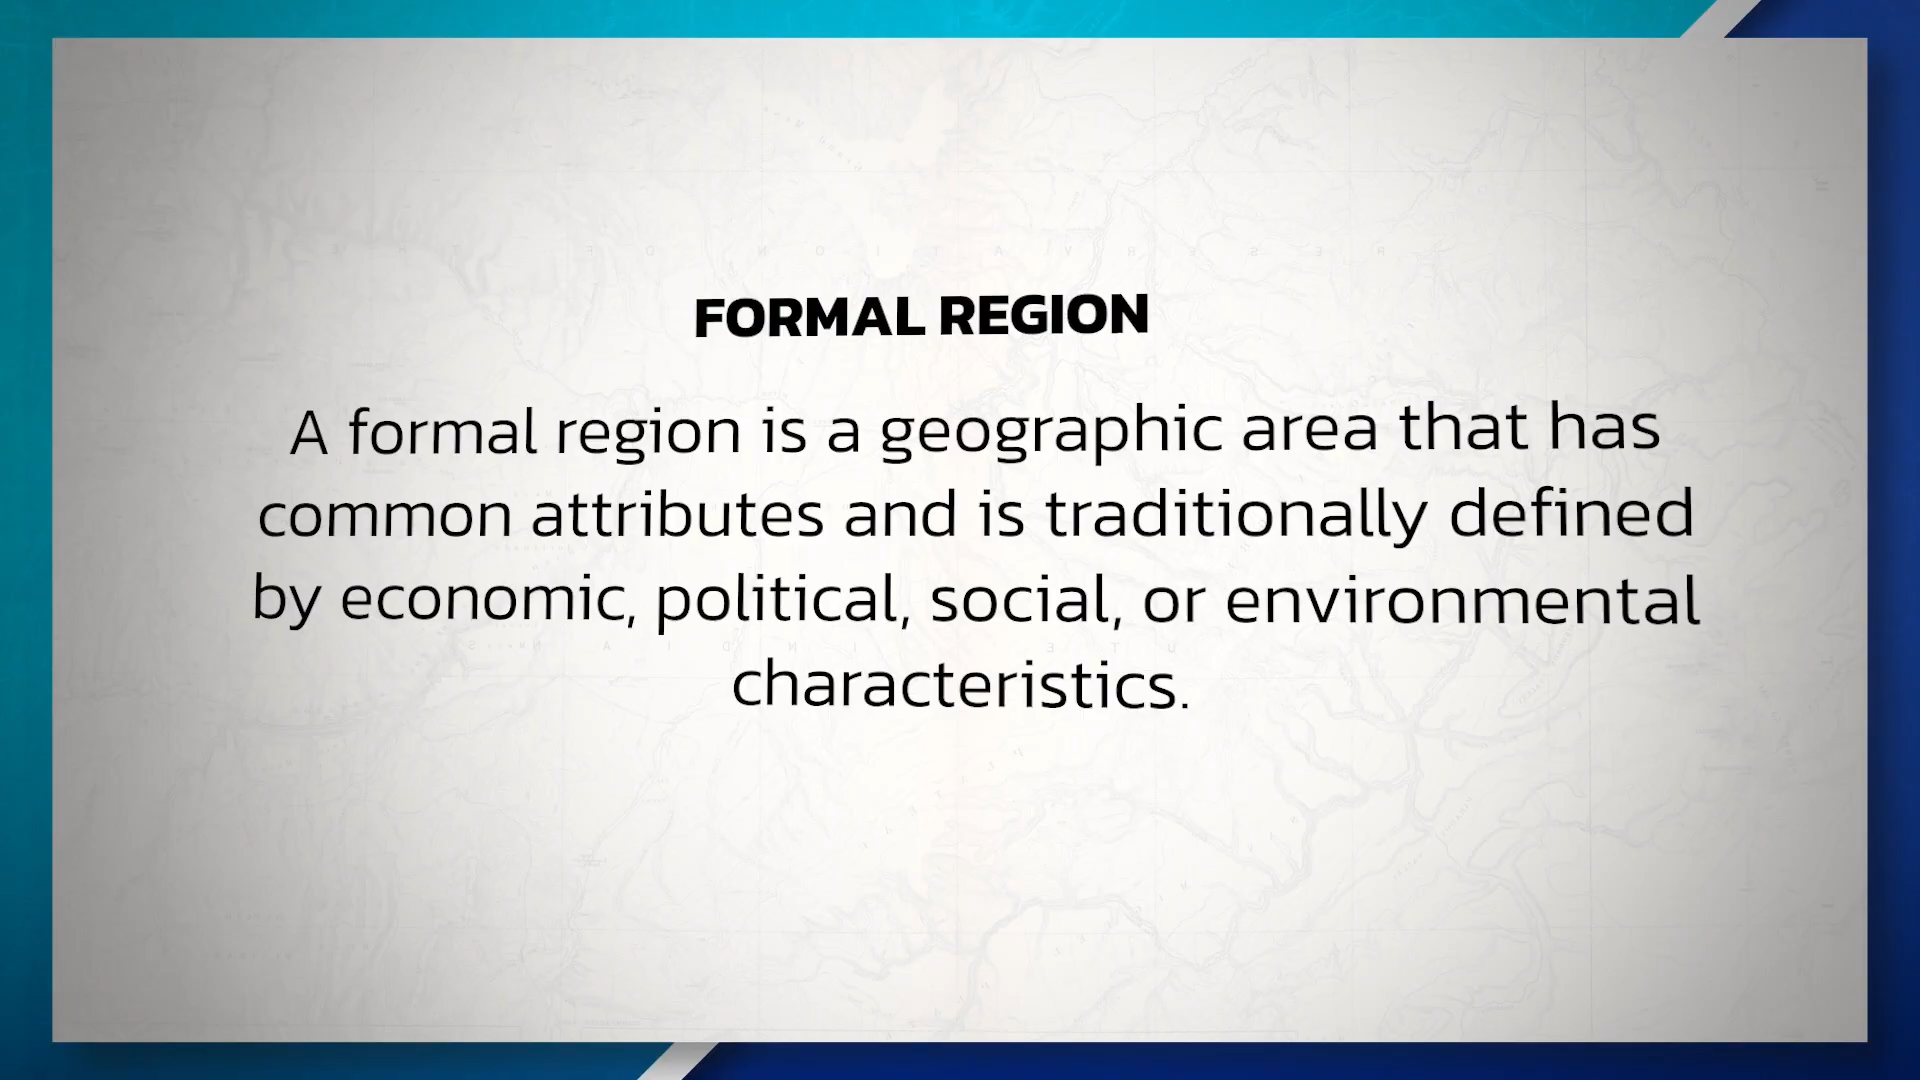 FORMAL REGION
A formal region is a geographic area that has
common attributes and is traditionally defined
by economic, political, social, or environmental
characteristics.